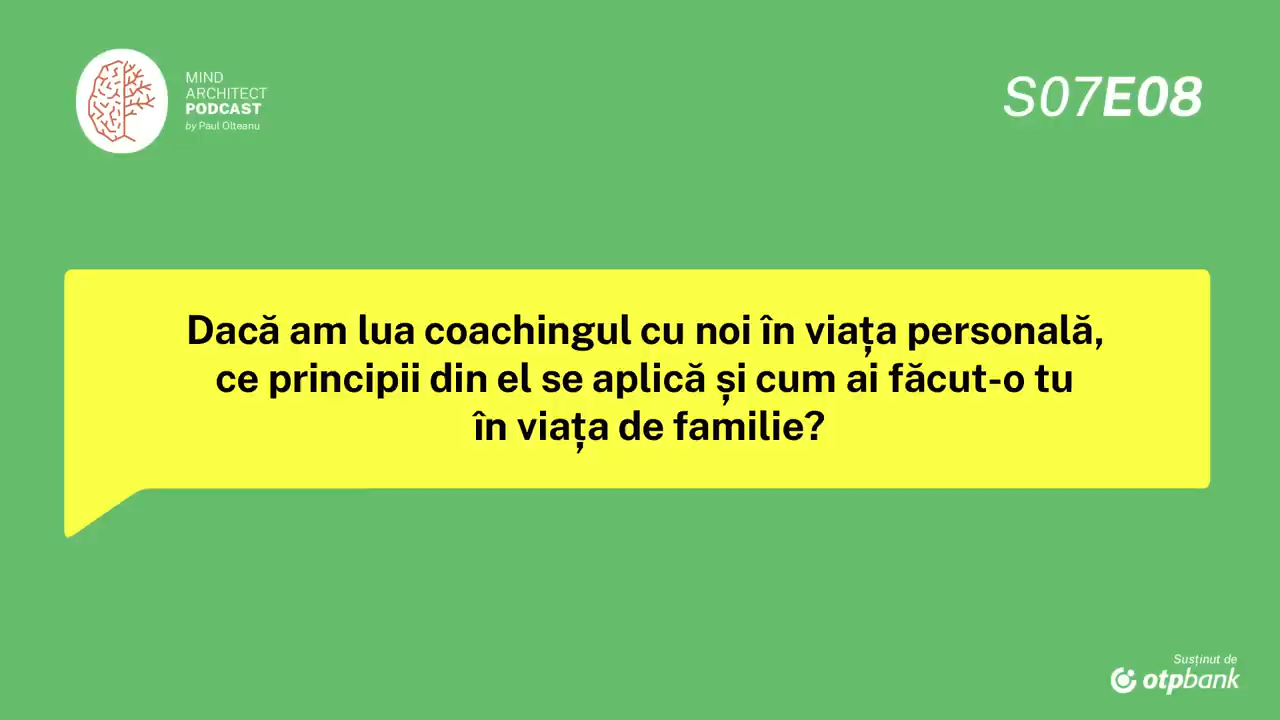 MIND
ARCHITECT
PODCAST
by Paul Olteanu
S07E08
Dacă am lua coachingul cu noi în viața personală,
ce principii din el se aplică și cum ai făcut-o tu
în viața de familie?
Susținut de
otpbank